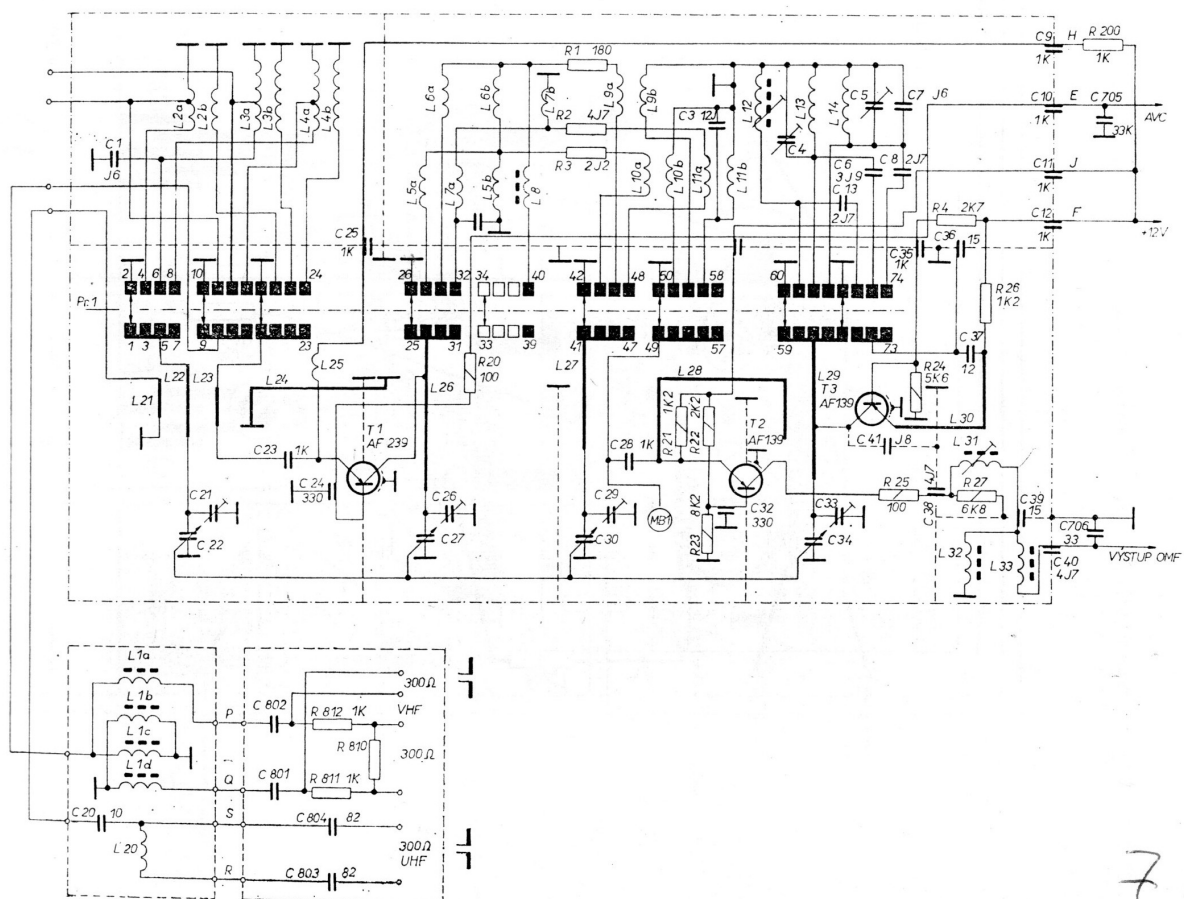 C9 H R 200
1K 1K
R1 180
L2a L2b L3a L3b L4a L4b
L6a L6b L7b L9a L9b
L12 L13 L14 C5 C7 J6
C10 E C705
1K 33K AVC
C1
J6
R2 4J7
C3 12J
C4
R3 2J2
C6 C8 2J7
3J9
C13
2J7
C11 J
1K
L5a L7a L5b L8
L10a L10b L11a L11b
R4 2K7
C12 F
1K +12V
C25
1K
C35 C36 15
1K
2 4 6 8 10 24
26 32 34 40
42 48 50 58
60 74
R26
1K2
Pr.1
1 3 5 7 9 23
25 31 33 39
41 47 49 57
59 73
C37
12
L22 L23 L25 L24 L26
R20
100
L27 L28
L29
T3
AF139
R24
5K6
L21
L30
T1
AF 239
R21 1K2
R22 2K2
T2
AF139
C41 J8
L31
C23 1K
C28 1K
C24
330
R 25
100
C38 4J7
R 27
6K8
C39
15
C21
C22
C26
C27
C29
C30
MB1
R23 8K2
C32
330
C33
C34
C706
33
L32 L33
C40
4J7
VÝSTUP OMF
L1a
L1b
L1c
L1d
P C 802
R 812 1K
300Ω
VHF
R 810
300Ω
Q C 801
R 811 1K
C20 10
S C 804 82
L20
300Ω
UHF
R C 803 82
7